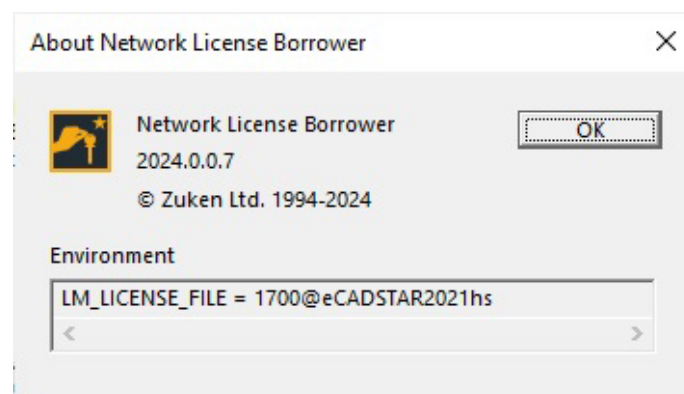 About Network License Borrower
Network License Borrower
OK
2024.0.0.7
© Zuken Ltd. 1994-2024
Environment
LM_LICENSE_FILE = 1700@eCADSTAR2021hs